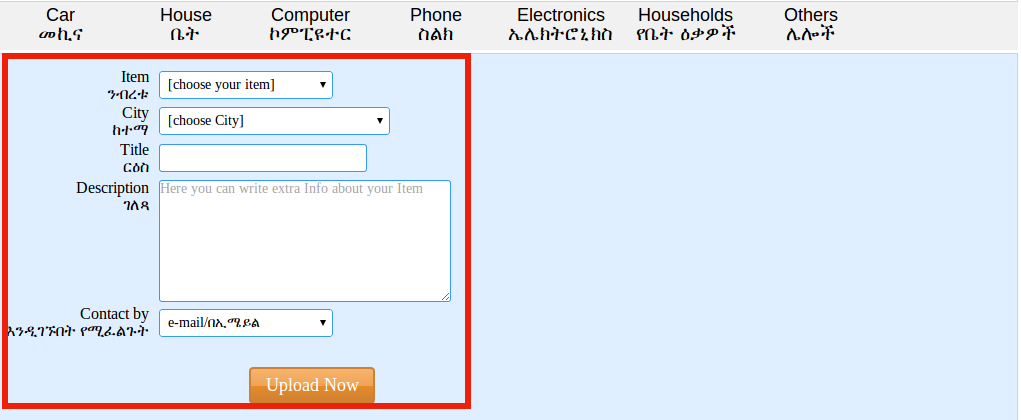 Car House Computer Phone Electronics Households Others
መኪና ቤት ኮምፒዩተር ስልክ ኤሌክትሮኒክስ የቤት ዕቃዎች ሌሎች
Item [choose your item]
ንብረቱ
City [choose City]
ከተማ
Title
ርዕስ
Description Here you can write extra Info about your Item
ገለጻ
Contact by e-mail/በኢሜይል
እንዲገኙበት የሚፈልጉት
Upload Now